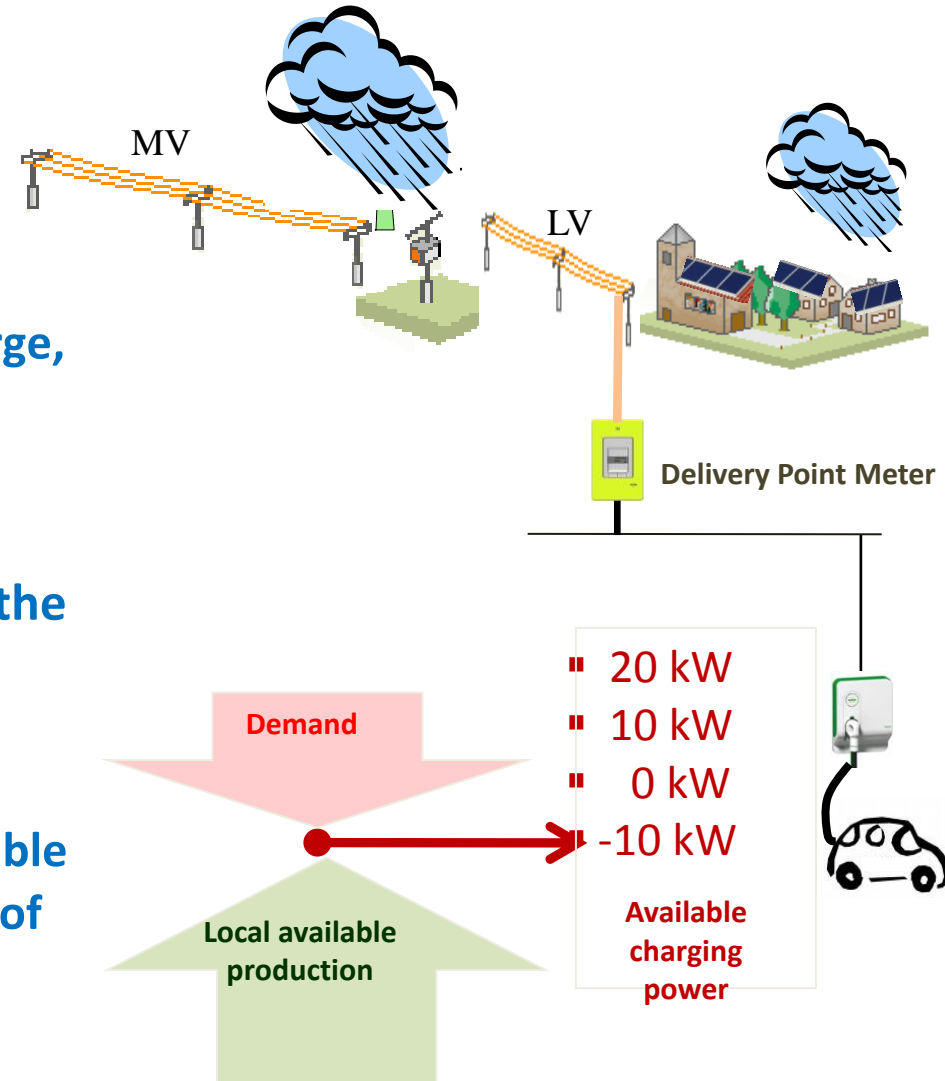 MV
LV
rge,
Delivery Point Meter
the
20 kW
10 kW
Demand
0 kW
-10 kW
ble
of
Local available
production
Available
charging
power